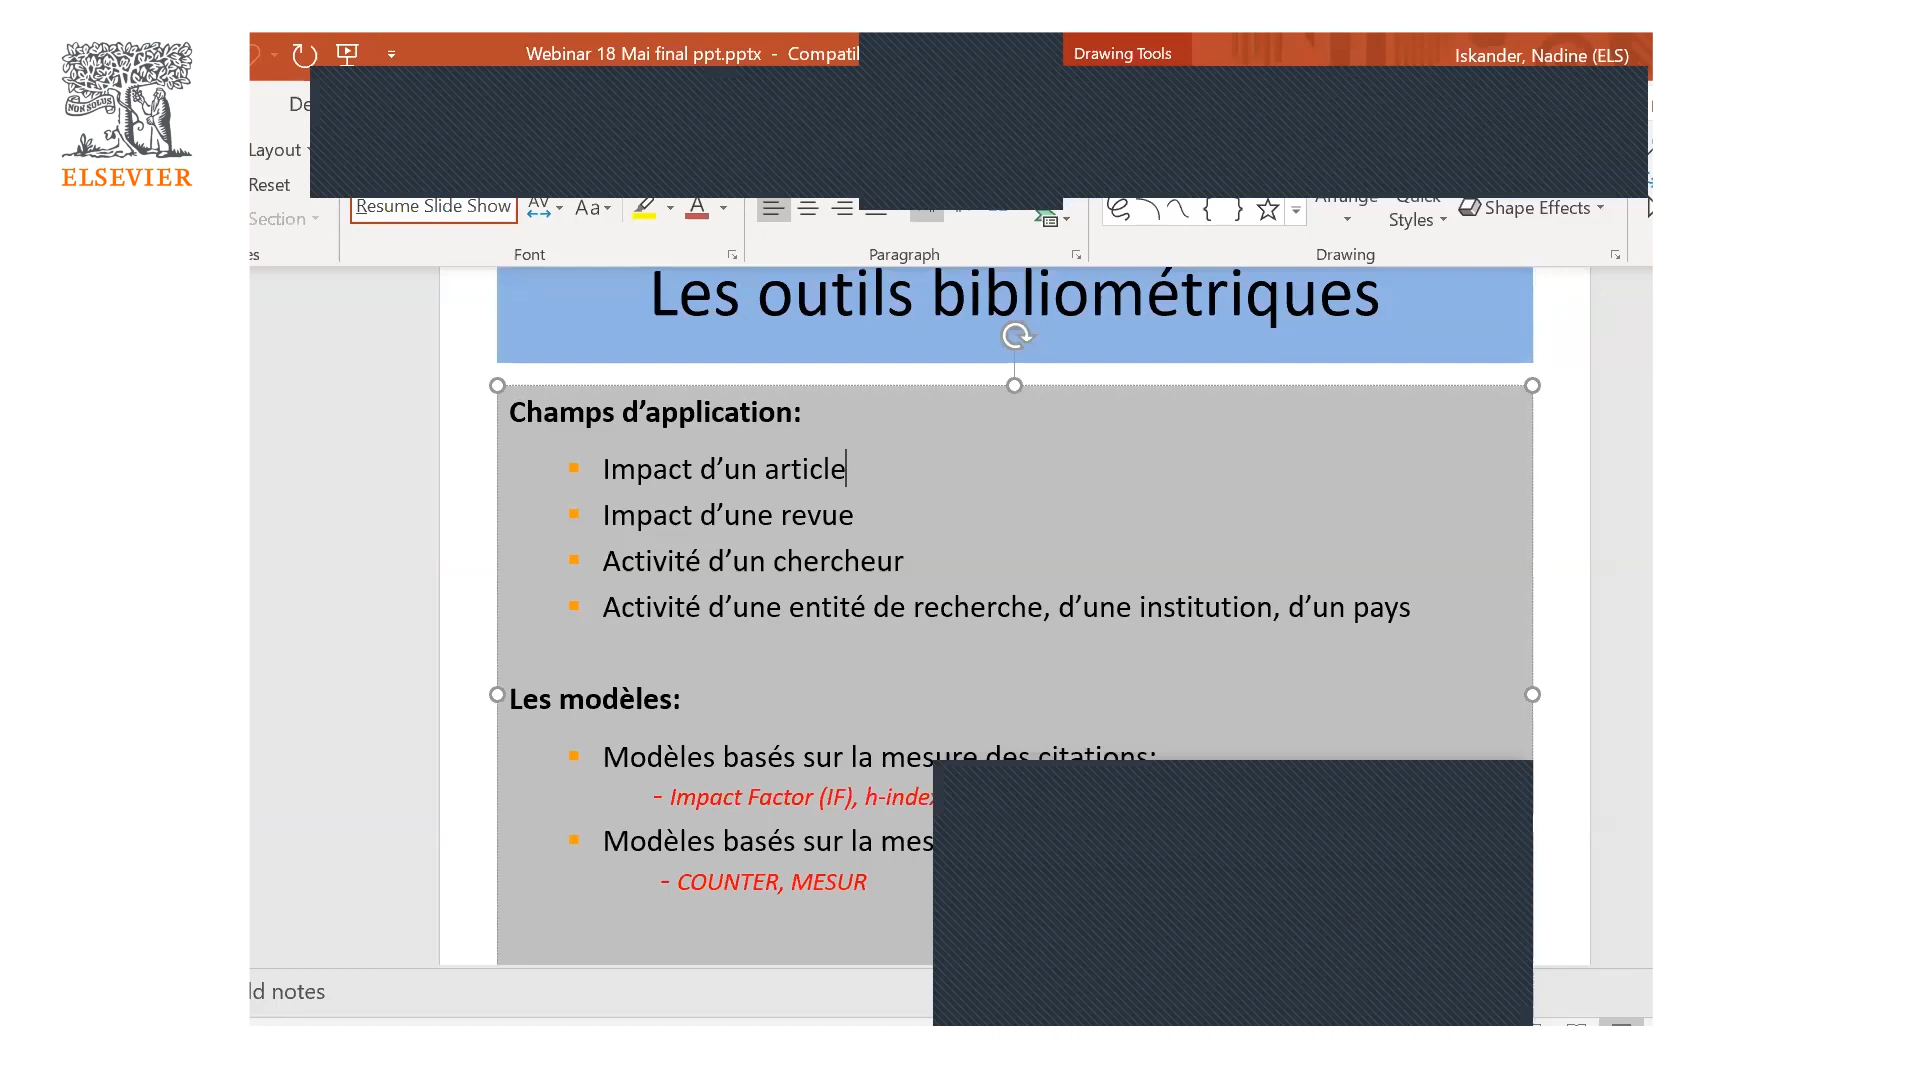 NON SOLUS
ELSEVIER
Webinar 18 Mai final ppt.pptx - Compatil
Drawing Tools
Iskander, Nadine (ELS)
De
Layout
Reset
Section
Resume Slide Show
AV
Aa
A
Arrange
Quick
Styles
Shape Effects
es
Font
Paragraph
Drawing
Les outils bibliométriques
Champs d’application:
Impact d’un article
Impact d’une revue
Activité d’un chercheur
Activité d’une entité de recherche, d’une institution, d’un pays
Les modèles:
Modèles basés sur la mesure des citations:
- Impact Factor (IF), h-index
Modèles basés sur la mes
- COUNTER, MESUR
ld notes